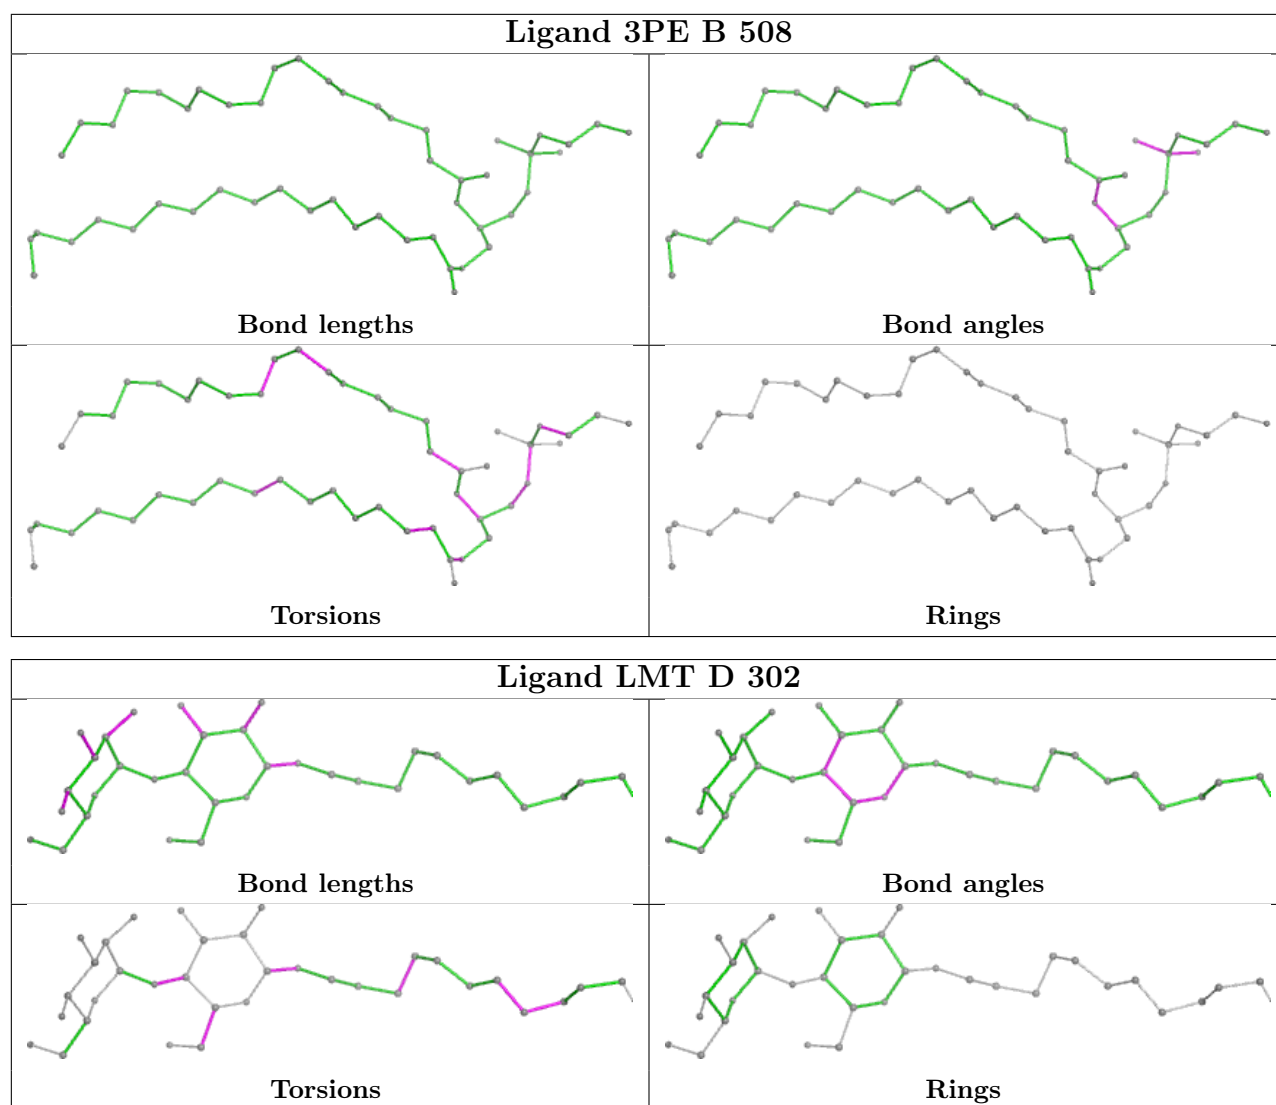 Ligand 3PE B 508
Bond lengths
Bond angles
Torsions
Rings
Ligand LMT D 302
Bond lengths
Bond angles
Torsions
Rings